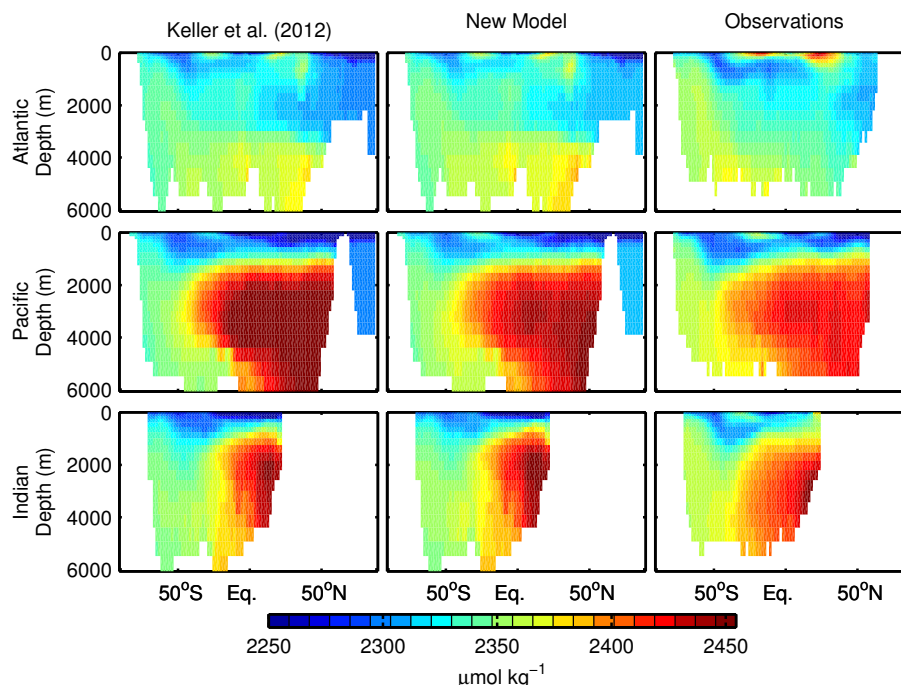 Keller et al. (2012)
New Model
Observations
Atlantic
Depth (m)
0
2000
4000
6000
Pacific
Depth (m)
0
2000
4000
6000
Indian
Depth (m)
0
2000
4000
6000
50°S Eq. 50°N
50°S Eq. 50°N
50°S Eq. 50°N
2250 2300 2350 2400 2450
μmol kg⁻¹